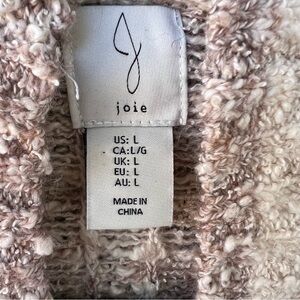 joie
US: L
CA:L/G
UK: L
EU: L
AU: L
MADE IN
CHINA